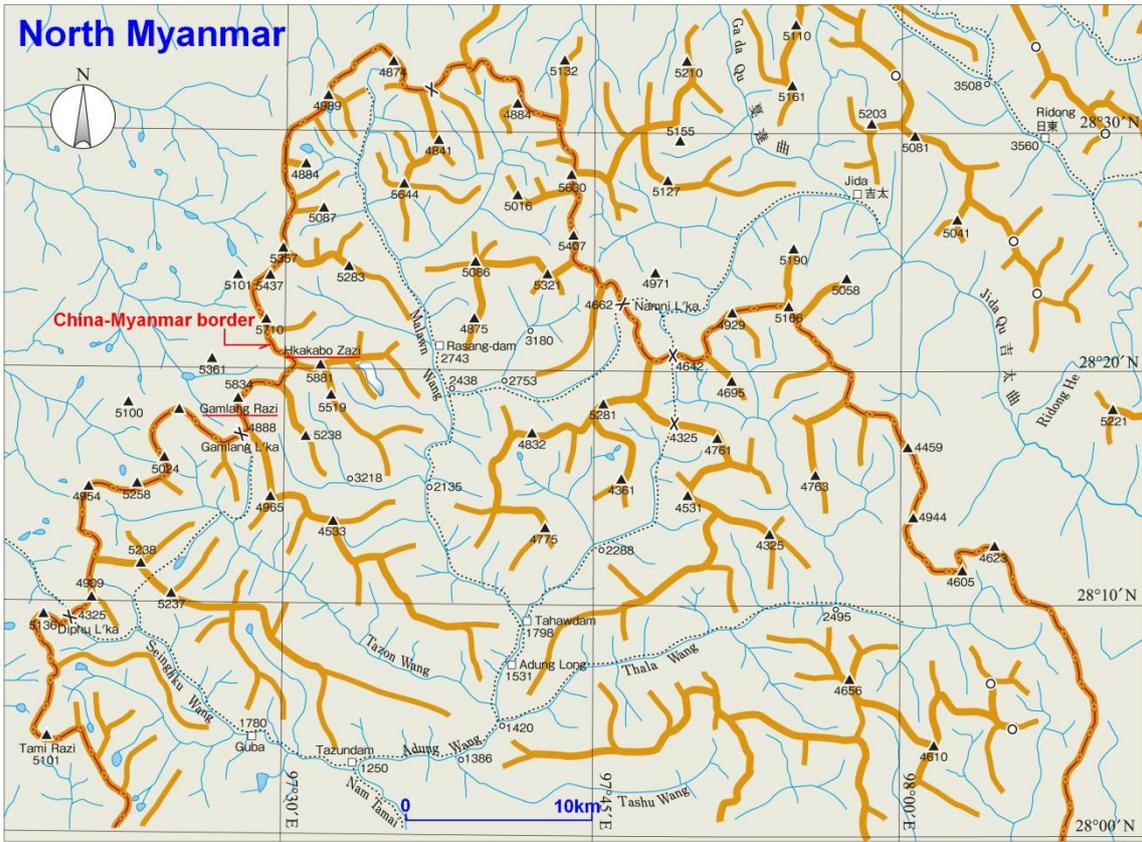 North Myanmar
N
4874
5132
5210
Ga da Qu
戛達曲
5110
5161
4989
4884
3508
5203
5081
Ridong
日東
3560
28°30′N
4841
5155
4884
5644
5016
5630
5127
Jida
吉太
5087
5041
5357
5407
5283
5086
5321
4971
5190
5058
5101
5437
4662
Namni L'ka
5710
China-Myanmar border
Malawn Wang
4875
3180
4929
5166
Jida Qu 吉太曲
Rasang-dam
2743
Hkakabo Zazi
5361
5881
4642
28°20′N
5834
2438
2753
4695
Ridong He
5100
Gamlang Razi
5519
5281
5221
4888
Gamlang L'ka
5238
4832
4325
4761
4459
5024
5258
4954
3218
2135
4361
4763
4965
4531
4533
4775
4325
4944
5238
2288
4623
4605
4909
4325
5237
28°10′N
5136
Diphu L'ka
2495
Tahawdam
1798
Seinghku Wang
Tazon Wang
Adung Long
1531
Thala Wang
4656
1780
Guba
1420
Tami Razi
5101
Tazundam
1250
Adung Wang
1386
4610
97°30′E
97°45′E
98°00′E
Nam Tamai
0
10km
Tashu Wang
28°00′N